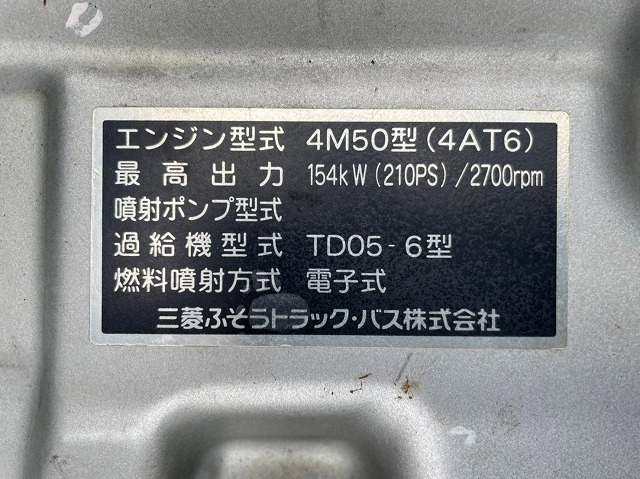 エンジン型式 4M50型(4AT6)
最高出力 154kW(210PS)/2700rpm
噴射ポンプ型式
過給機型式 TD05-6型
燃料噴射方式 電子式
三菱ふそうトラック・バス株式会社